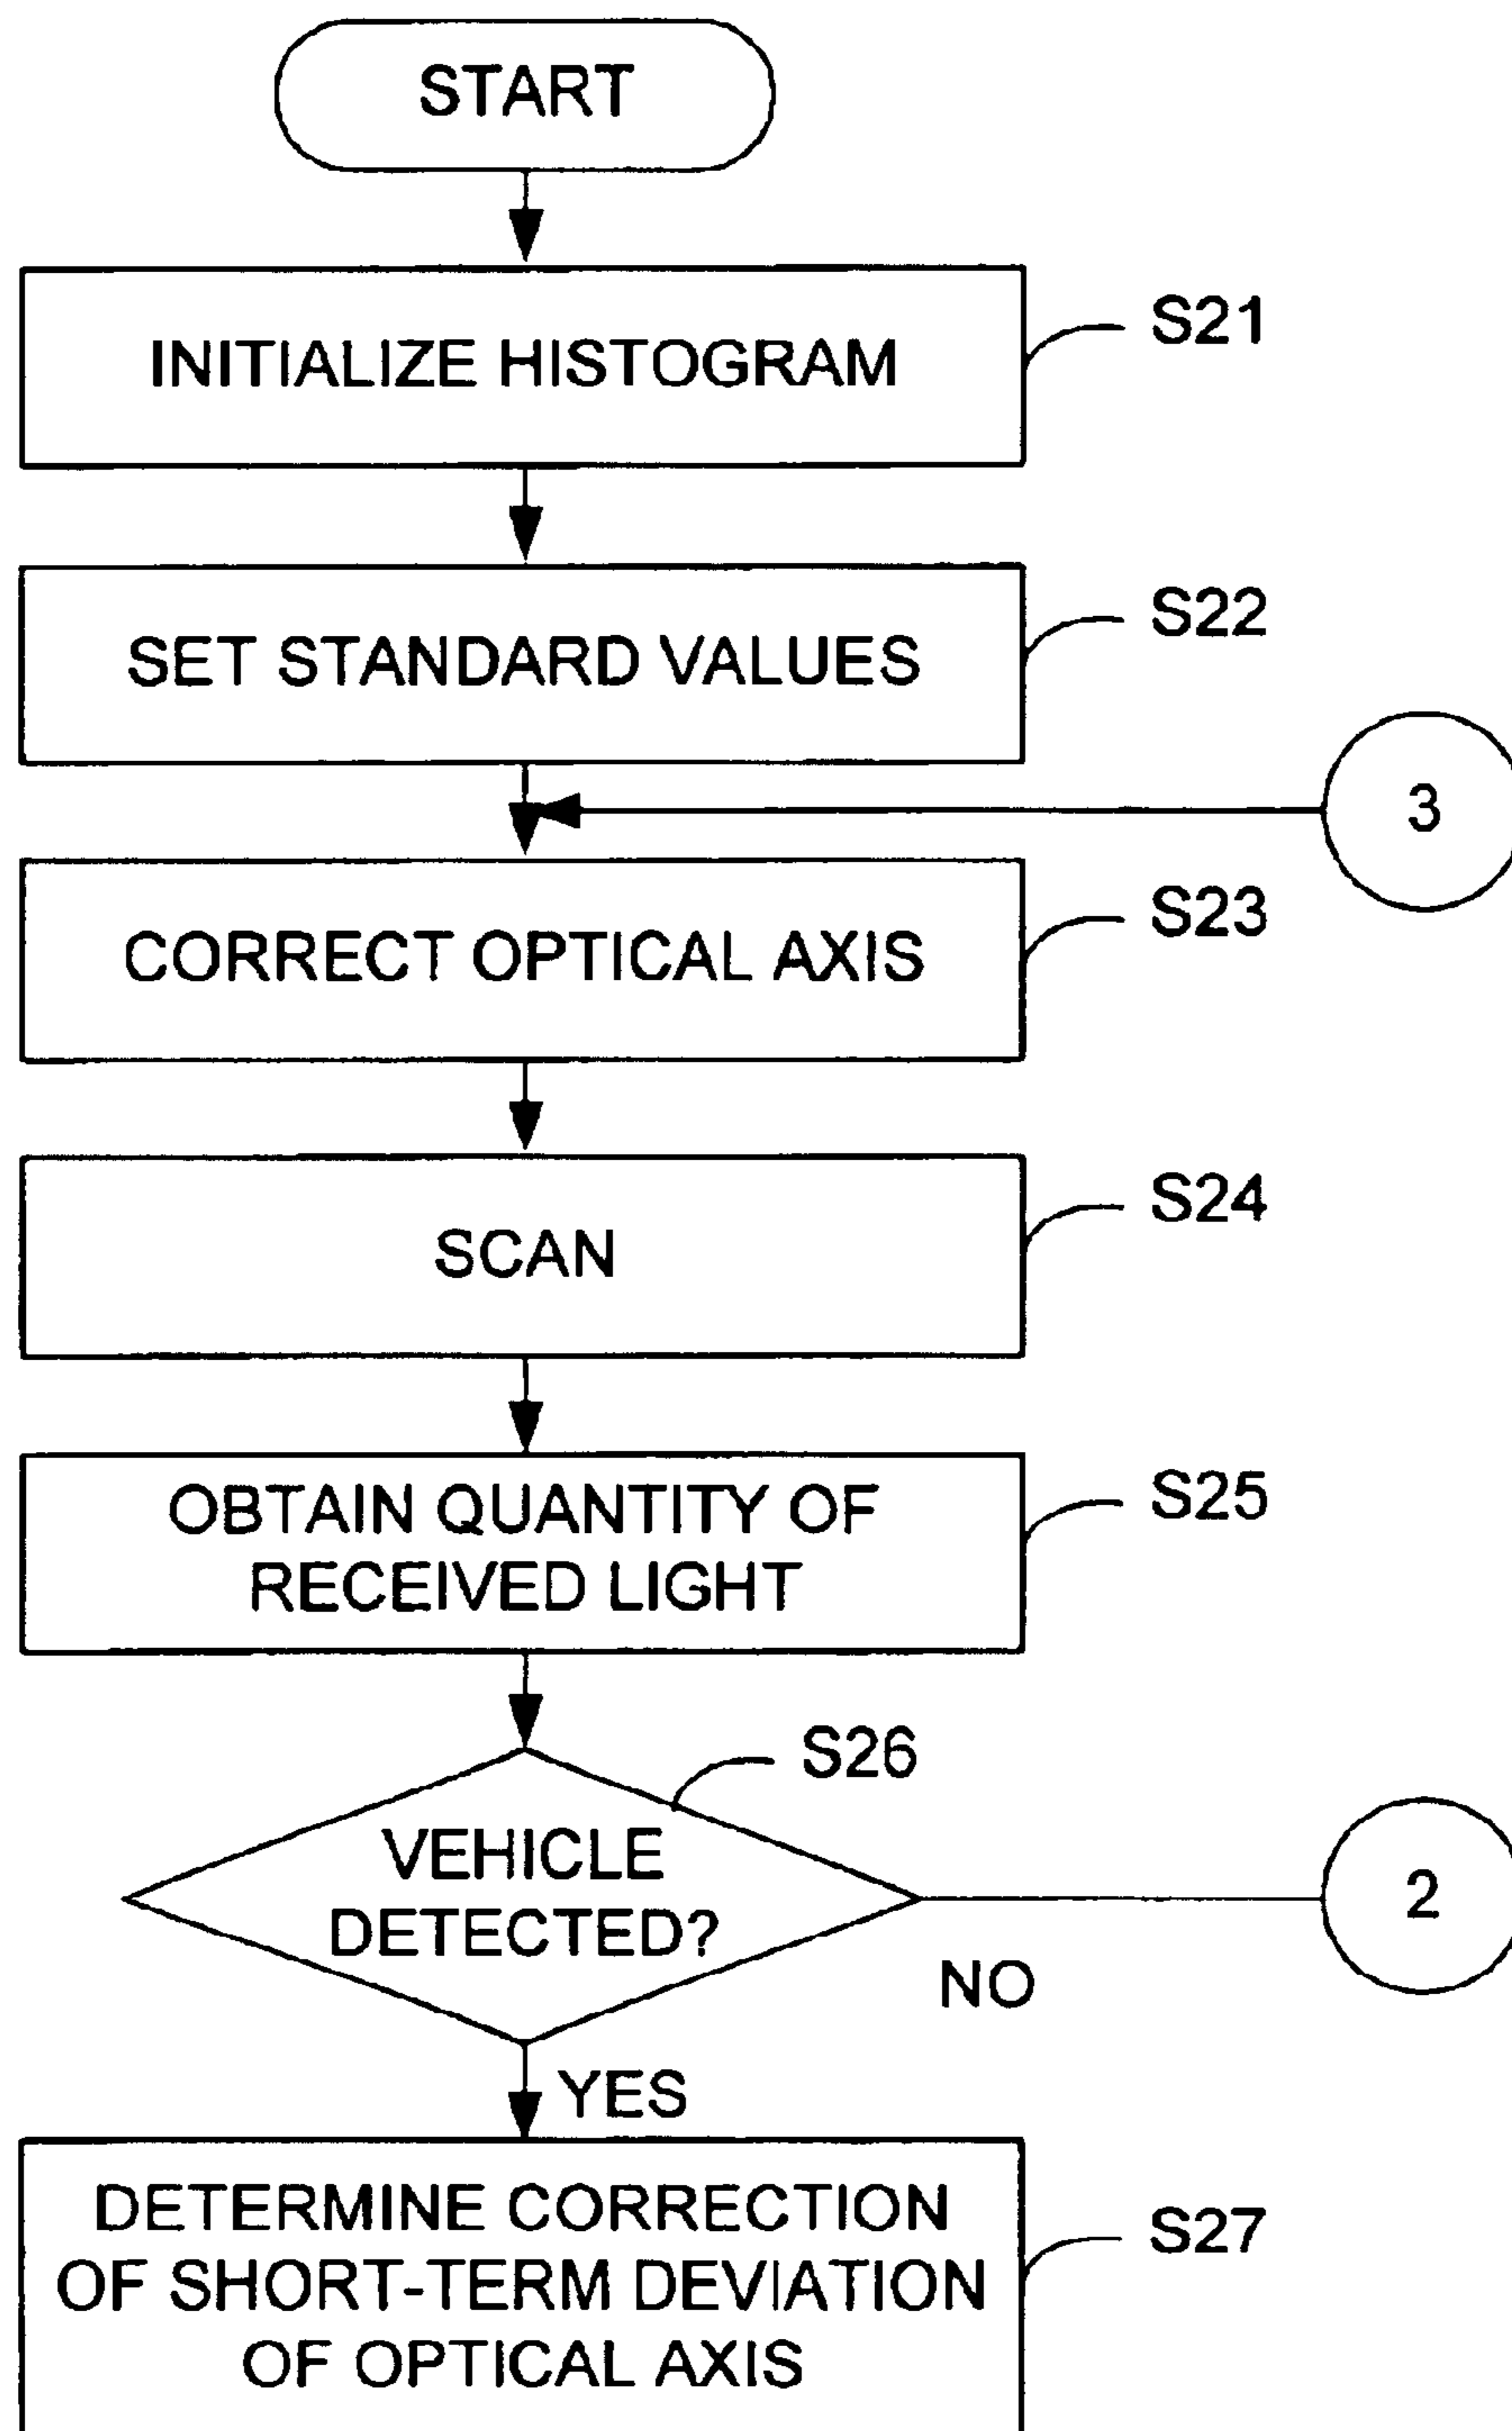 START
INITIALIZE HISTOGRAM
S21
SET STANDARD VALUES
S22
3
CORRECT OPTICAL AXIS
S23
SCAN
S24
OBTAIN QUANTITY OF
RECEIVED LIGHT
S25
S26
VEHICLE
DETECTED?
2
NO
YES
DETERMINE CORRECTION
OF SHORT-TERM DEVIATION
OF OPTICAL AXIS
S27